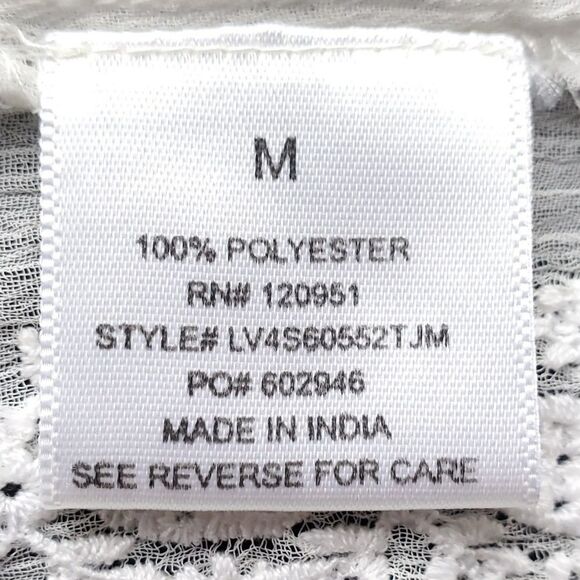 M
100% POLYESTER
RN# 120951
STYLE# LV4S60552TJM
PO# 602946
MADE IN INDIA
SEE REVERSE FOR CARE